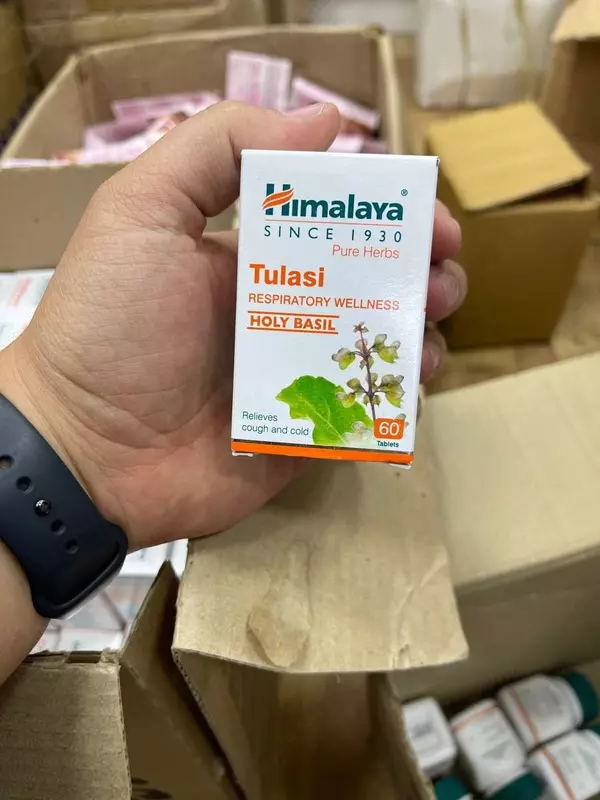 Himalaya®
SINCE 1930
Pure Herbs
Tulasi
RESPIRATORY WELLNESS
HOLY BASIL
Relieves
cough and cold
60
Tablets